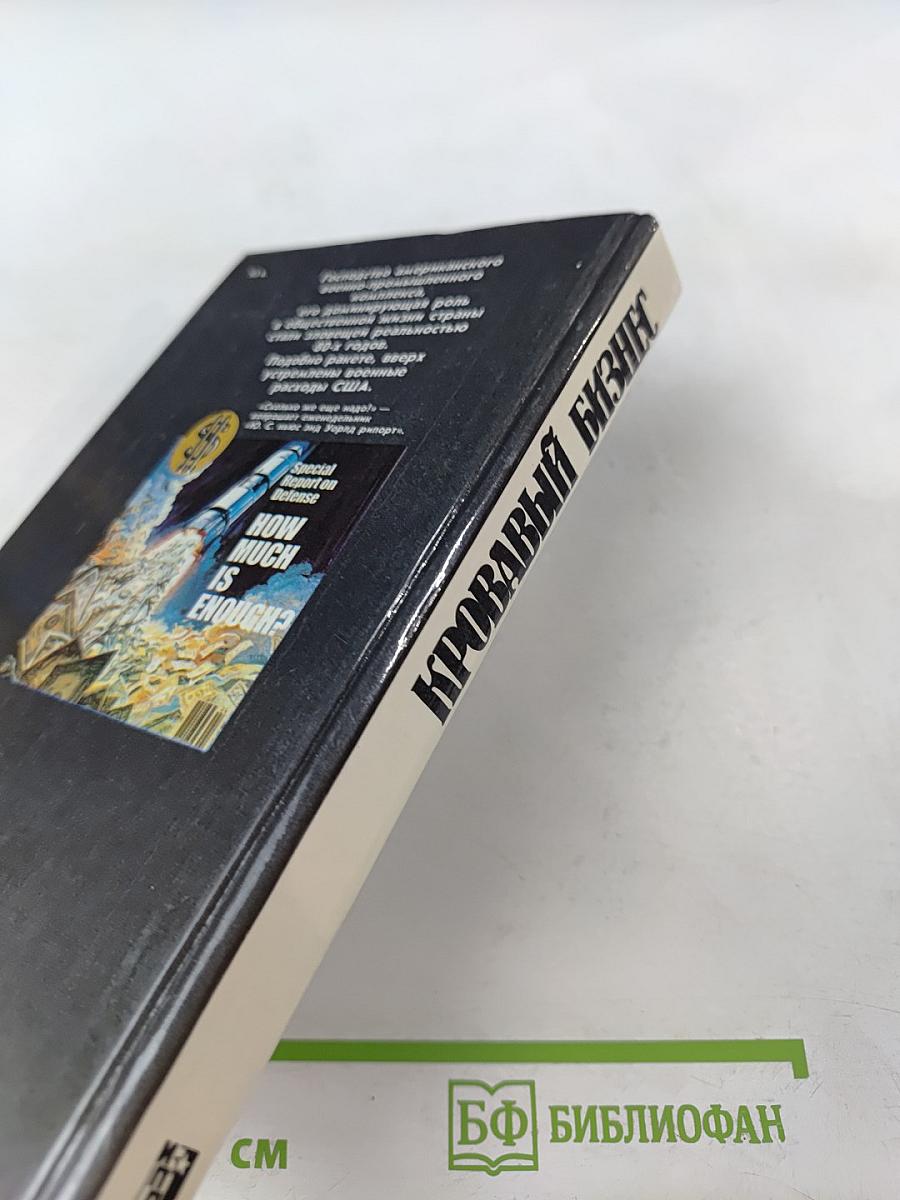 Господство американского
военно-промышленного
комплекса,
его доминирующая роль
в общественной жизни страны
стали зловещей реальностью
80-х годов.
Подобно ракете, вверх
устремлены военные
расходы США.
«Сколько же еще надо?» —
вопрошает еженедельник
«Ю. С. ньюс энд Уорлд рипорт».
Special
Report on
Defense
HOW
MUCH
IS
ENOUGH?
КРОВАВЫЙ БИЗНЕС
см
БФ БИБЛИОФАН